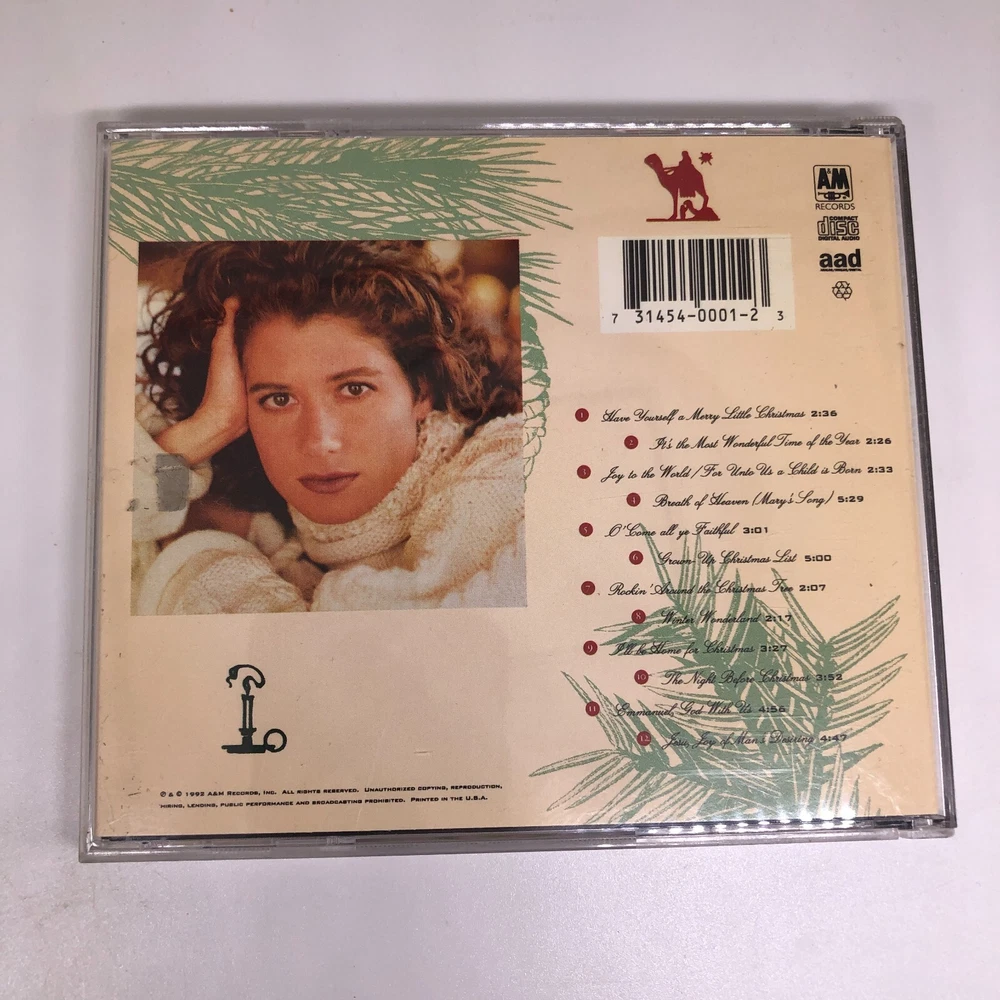 A&M
RECORDS
COMPACT
disc
DIGITAL AUDIO
aad
7 31454-0001-2 3
1 Have Yourself a Merry Little Christmas 2:36
2 It's the Most Wonderful Time of the Year 2:26
3 Joy to the World / For Unto Us a Child is Born 2:33
4 Breath of Heaven (Mary's Song) 5:29
5 O' Come all ye Faithful 3:01
6 Grown-Up Christmas List 5:00
7 Rockin' Around the Christmas Tree 2:07
8 Winter Wonderland 2:17
9 I'll be Home for Christmas 3:27
10 The Night Before Christmas 3:52
11 Emmanuel, God With Us 4:56
12 Jesu, Joy of Man's Desiring 4:47
℗ & © 1992 A&M Records, Inc. All rights reserved. Unauthorized copying, reproduction,
hiring, lending, public performance and broadcasting prohibited. Printed in the U.S.A.